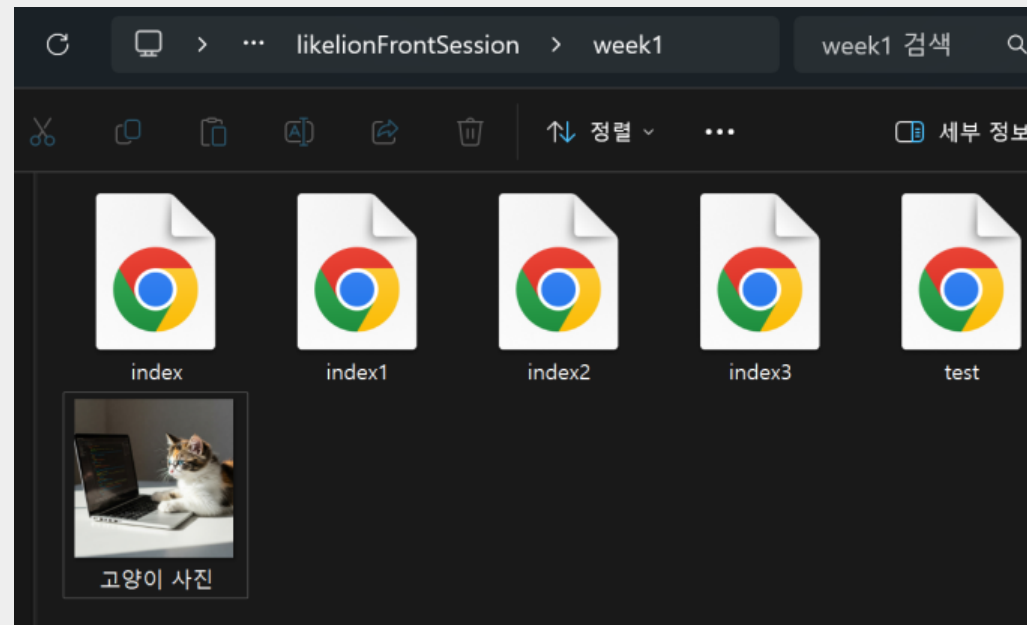 likelionFrontSession > week1
week1 검색
정렬
세부 정보
index
index1
index2
index3
test
고양이 사진